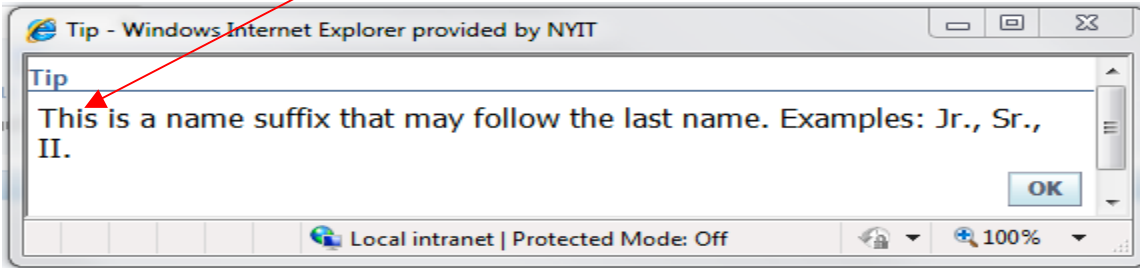 Tip - Windows Internet Explorer provided by NYIT
Tip
This is a name suffix that may follow the last name. Examples: Jr., Sr.,
II.
OK
Local intranet | Protected Mode: Off
100%